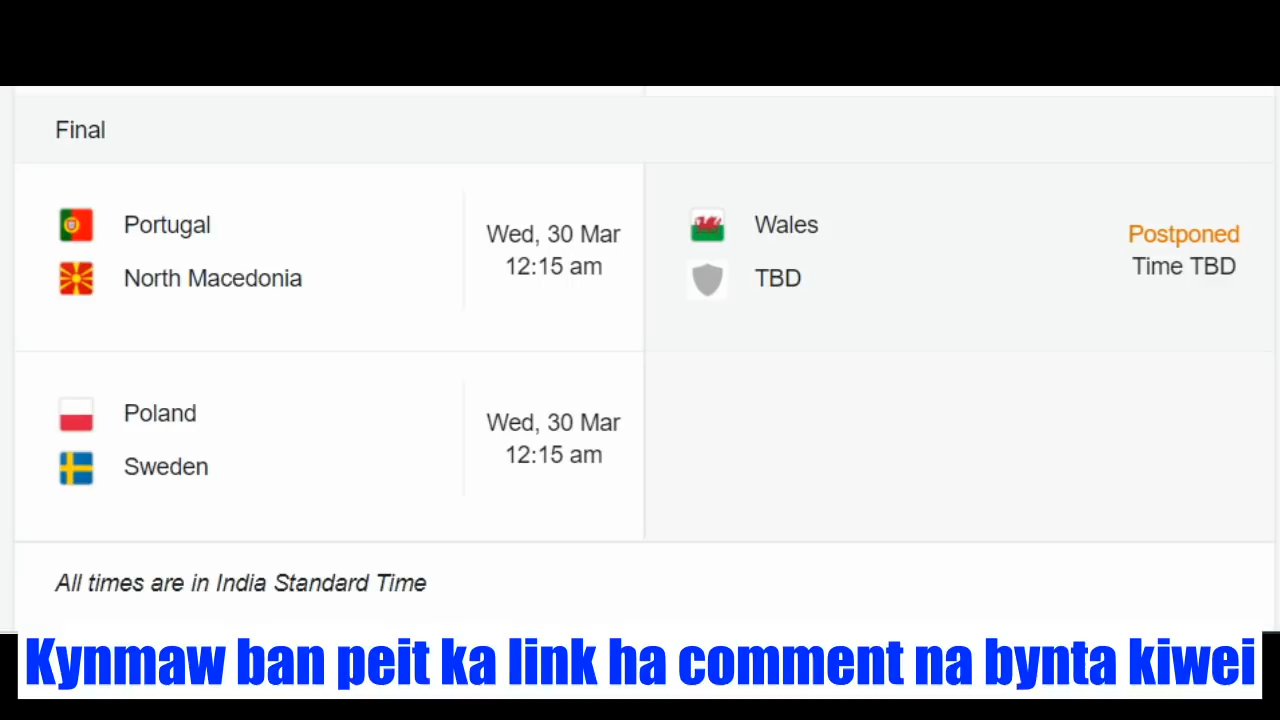 Final
Portugal
North Macedonia
Wed, 30 Mar
12:15 am
Wales
TBD
Postponed
Time TBD
Poland
Sweden
Wed, 30 Mar
12:15 am
All times are in India Standard Time
Kynmaw ban peit ka link ha comment na bynta kiwei